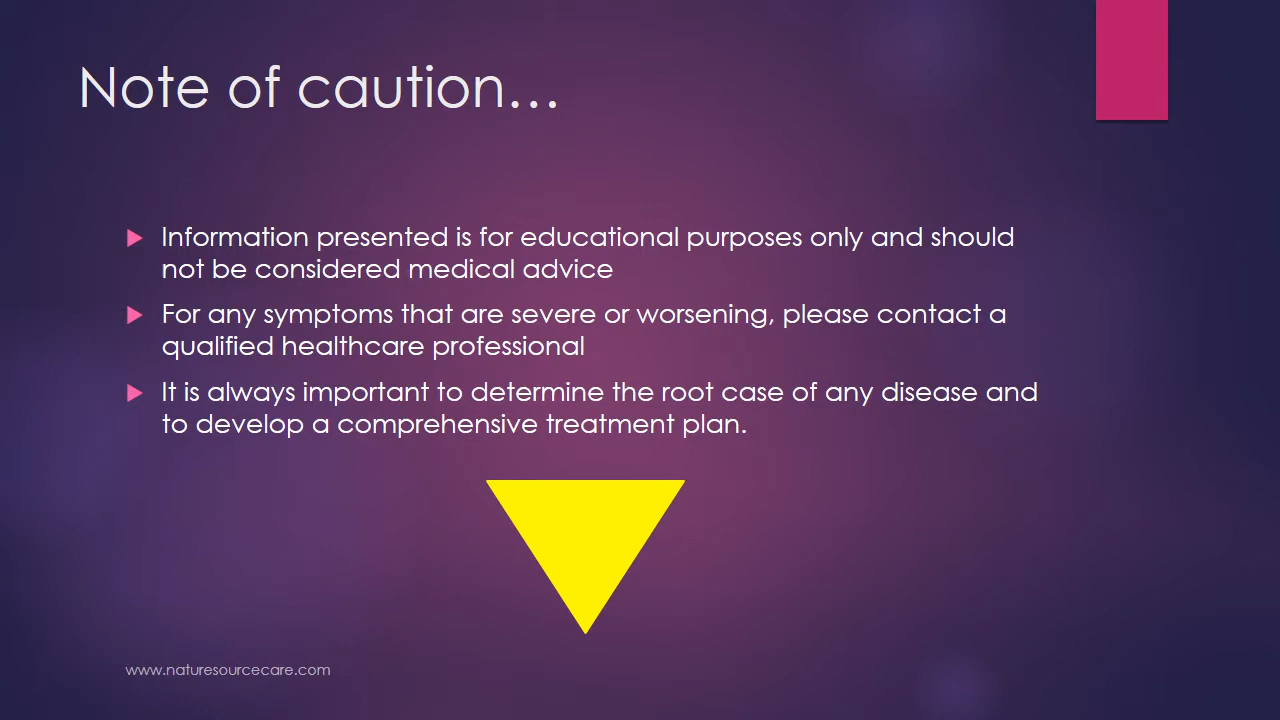 Note of caution…
Information presented is for educational purposes only and should
not be considered medical advice
For any symptoms that are severe or worsening, please contact a
qualified healthcare professional
It is always important to determine the root case of any disease and
to develop a comprehensive treatment plan.
www.naturesourcecare.com